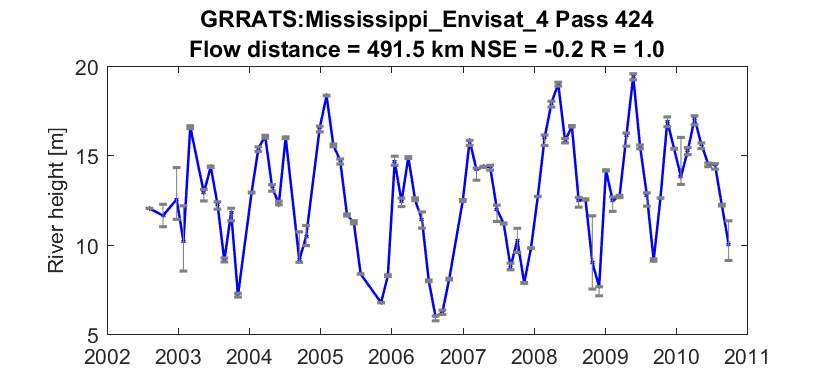 GRRATS:Mississippi_Envisat_4 Pass 424
Flow distance = 491.5 km NSE = -0.2 R = 1.0
River height [m]
20
15
10
5
2002 2003 2004 2005 2006 2007 2008 2009 2010 2011